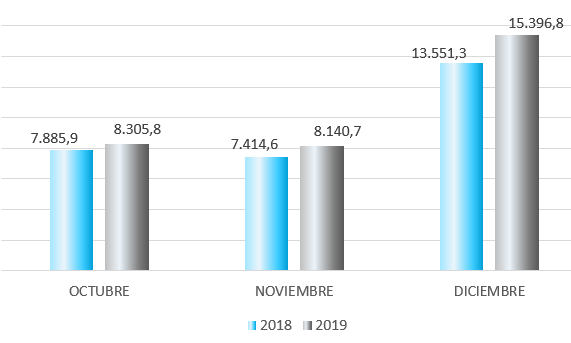 15.396,8
13.551,3
7.885,9
8.305,8
7.414,6
8.140,7
OCTUBRE
NOVIEMBRE
DICIEMBRE
2018
2019